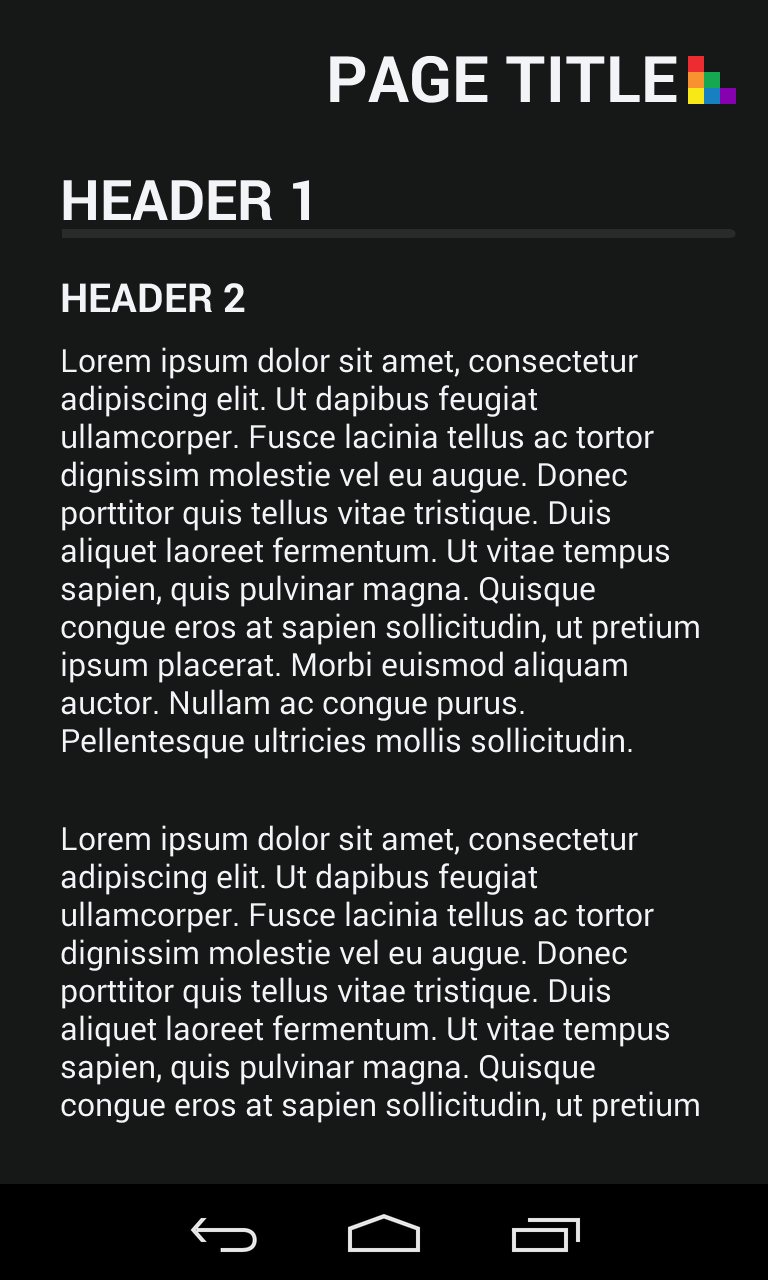 PAGE TITLE
HEADER 1
HEADER 2
Lorem ipsum dolor sit amet, consectetur
adipiscing elit. Ut dapibus feugiat
ullamcorper. Fusce lacinia tellus ac tortor
dignissim molestie vel eu augue. Donec
porttitor quis tellus vitae tristique. Duis
aliquet laoreet fermentum. Ut vitae tempus
sapien, quis pulvinar magna. Quisque
congue eros at sapien sollicitudin, ut pretium
ipsum placerat. Morbi euismod aliquam
auctor. Nullam ac congue purus.
Pellentesque ultricies mollis sollicitudin.
Lorem ipsum dolor sit amet, consectetur
adipiscing elit. Ut dapibus feugiat
ullamcorper. Fusce lacinia tellus ac tortor
dignissim molestie vel eu augue. Donec
porttitor quis tellus vitae tristique. Duis
aliquet laoreet fermentum. Ut vitae tempus
sapien, quis pulvinar magna. Quisque
congue eros at sapien sollicitudin, ut pretium